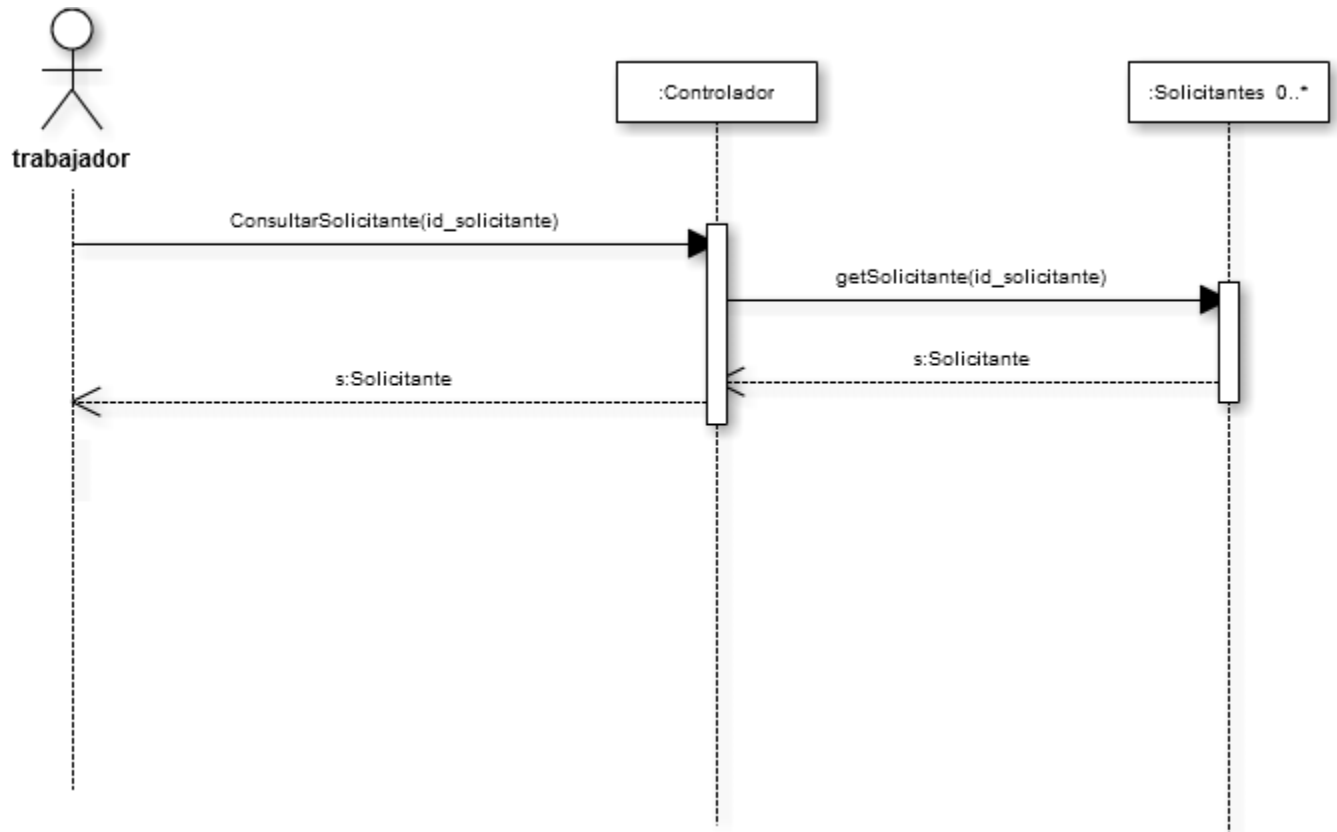 :Controlador
:Solicitantes 0..*
trabajador
ConsultarSolicitante(id_solicitante)
getSolicitante(id_solicitante)
s:Solicitante
s:Solicitante